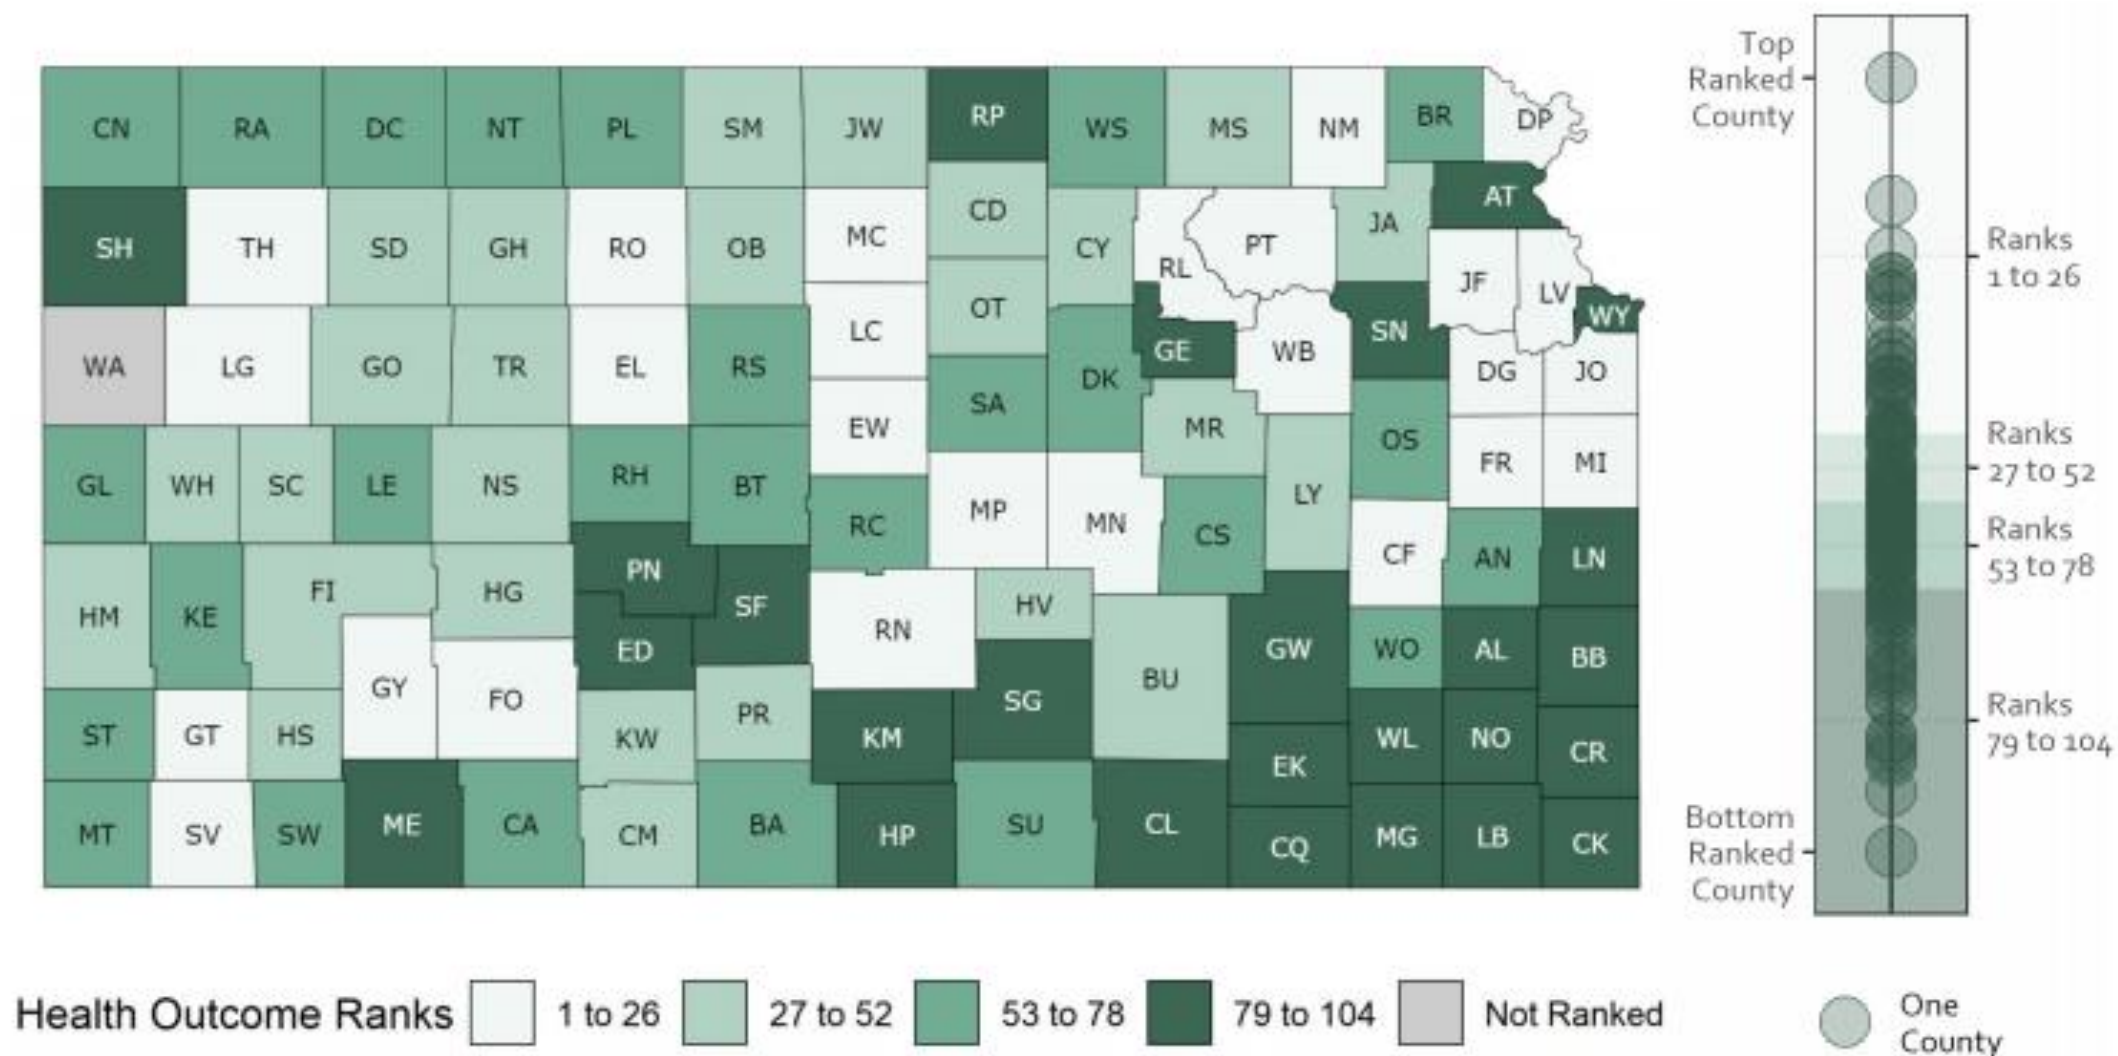 CN RA DC NT PL SM JW RP WS MS NM BR DP
SH TH SD GH RO OB MC CD CY RL PT JA AT
WA LG GO TR EL RS LC OT DK GE WB SN JF LV WY
EW SA MR OS DG JO
GL WH SC LE NS RH BT RC MP MN CS LY FR MI
HM KE FI HG PN SF RN HV CF AN LN
ED BU GW WO AL BB
ST GT HS GY FO KW PR KM SG EK WL NO CR
MT SV SW ME CA CM BA HP SU CL CQ MG LB CK
Top
Ranked
County
Ranks
1 to 26
Ranks
27 to 52
Ranks
53 to 78
Ranks
79 to 104
Bottom
Ranked
County
Health Outcome Ranks 1 to 26 27 to 52 53 to 78 79 to 104 Not Ranked
One
County